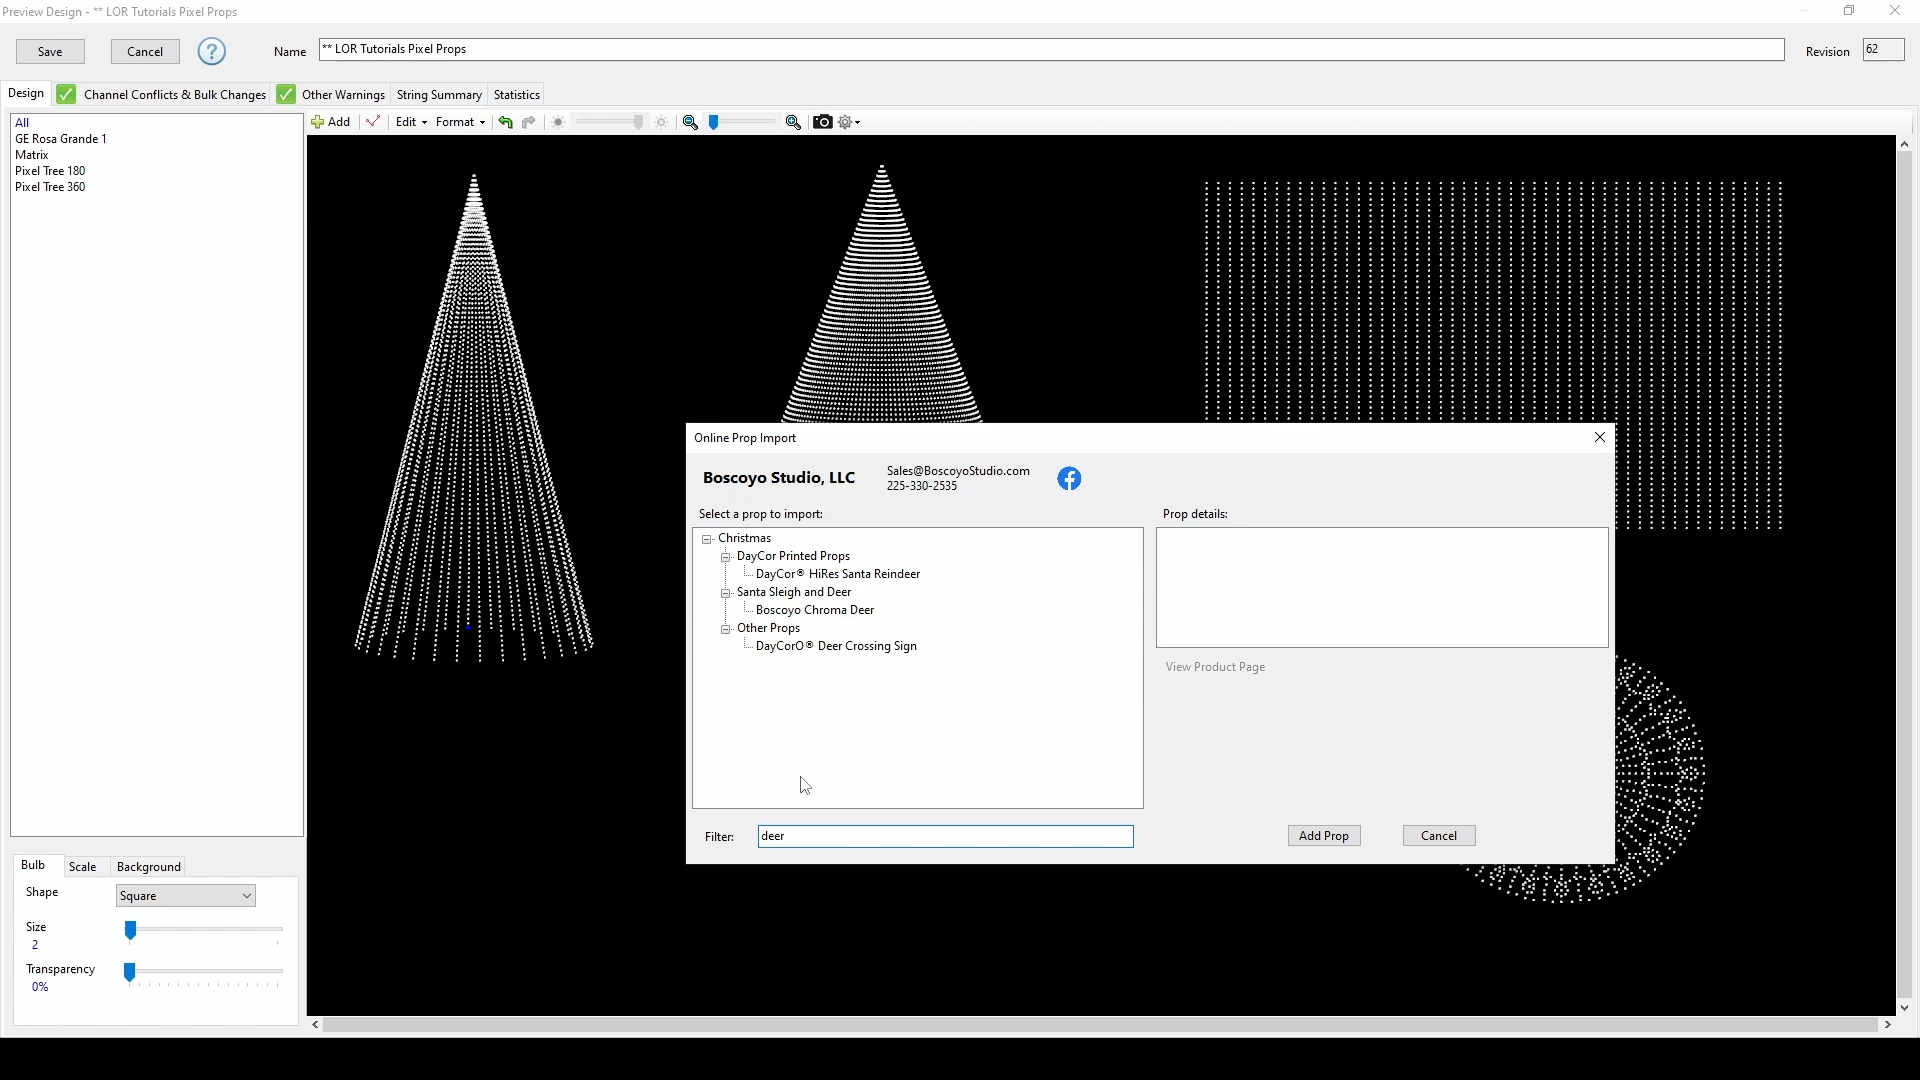 Preview Design - ** LOR Tutorials Pixel Props
Save
Cancel
?
Name
** LOR Tutorials Pixel Props
Revision
62
Design
Channel Conflicts & Bulk Changes
Other Warnings
String Summary
Statistics
All
GE Rosa Grande 1
Matrix
Pixel Tree 180
Pixel Tree 360
Add
Edit
Format
Online Prop Import
Boscoyo Studio, LLC
Sales@BoscoyoStudio.com
225-330-2535
Select a prop to import:
Christmas
DayCor Printed Props
DayCor® HiRes Santa Reindeer
Santa Sleigh and Deer
Boscoyo Chroma Deer
Other Props
DayCorO® Deer Crossing Sign
Prop details:
View Product Page
Filter:
deer
Add Prop
Cancel
Bulb
Scale
Background
Shape
Square
Size
2
Transparency
0%